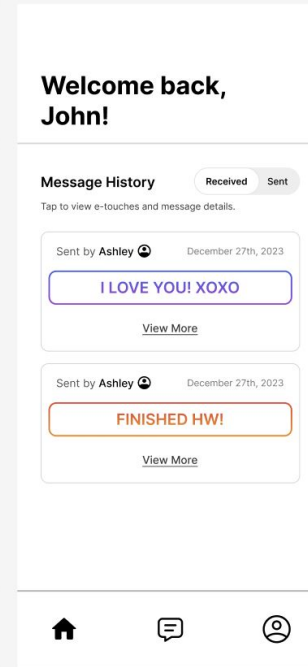 Welcome back,
John!
Message History
Received Sent
Tap to view e-touches and message details.
Sent by Ashley December 27th, 2023
I LOVE YOU! XOXO
View More
Sent by Ashley December 27th, 2023
FINISHED HW!
View More